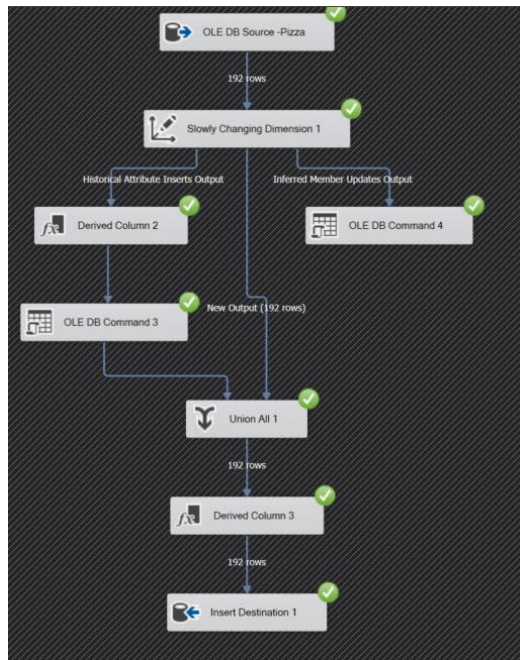 OLE DB Source -Pizza
192 rows
Slowly Changing Dimension 1
Historical Attribute Inserts Output
Inferred Member Updates Output
Derived Column 2
OLE DB Command 4
New Output (192 rows)
OLE DB Command 3
Union All 1
192 rows
Derived Column 3
192 rows
Insert Destination 1